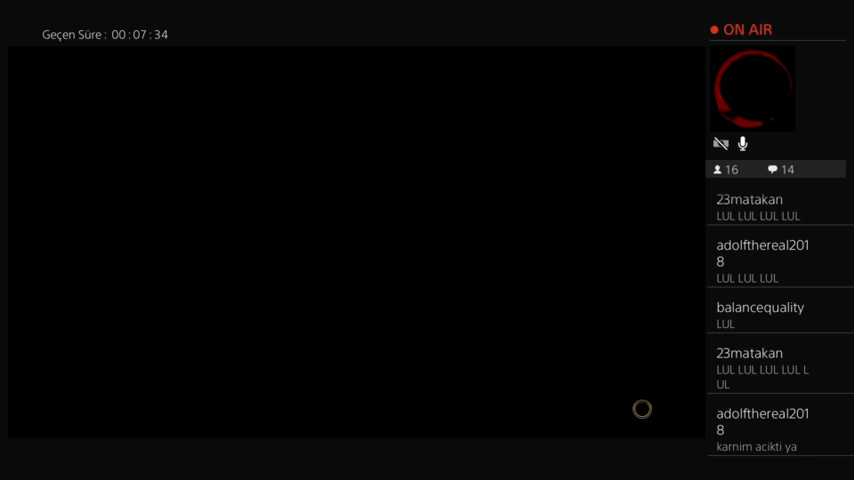 Geçen Süre : 00 : 07 : 34
ON AIR
16 14
23matakan
LUL LUL LUL LUL
adolfthereal201
8
LUL LUL LUL
balancequality
LUL
23matakan
LUL LUL LUL LUL L
UL
adolfthereal201
8
karnim acikti ya